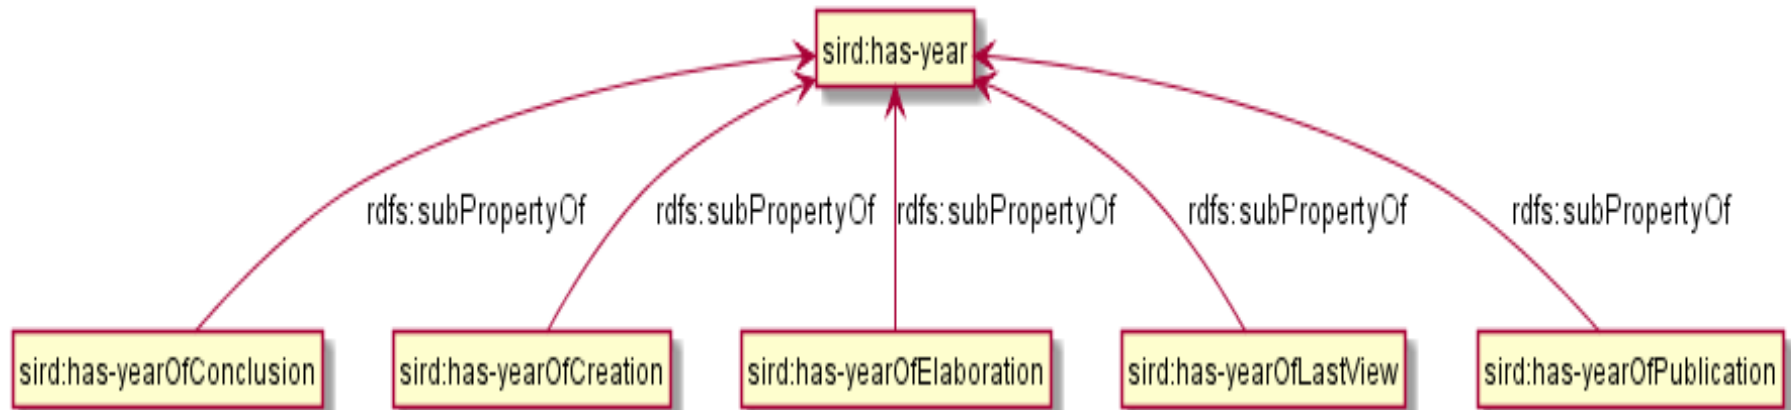 sird:has-year
rdfs:subPropertyOf rdfs:subPropertyOf rdfs:subPropertyOf rdfs:subPropertyOf rdfs:subPropertyOf
sird:has-yearOfConclusion sird:has-yearOfCreation sird:has-yearOfElaboration sird:has-yearOfLastView sird:has-yearOfPublication